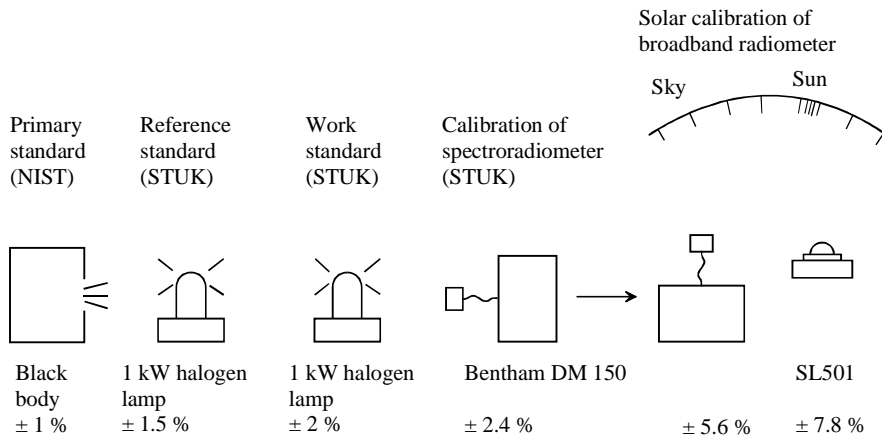 Solar calibration of
broadband radiometer
Sky
Sun
Primary
standard
(NIST)
Reference
standard
(STUK)
Work
standard
(STUK)
Calibration of
spectroradiometer
(STUK)
Black
body
± 1 %
1 kW halogen
lamp
± 1.5 %
1 kW halogen
lamp
± 2 %
Bentham DM 150
± 2.4 %
± 5.6 %
SL501
± 7.8 %